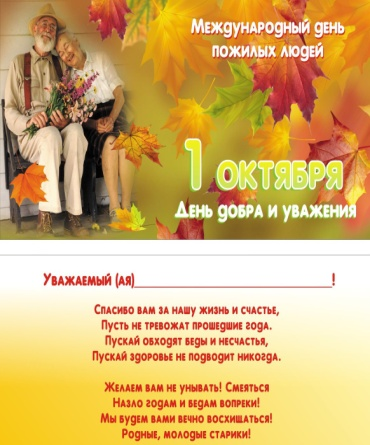 Международный день
пожилых людей
1 октября
День добра и уважения
Уважаемый (ая)_________________________!
Спасибо вам за нашу жизнь и счастье,
Пусть не тревожат прошедшие года.
Пускай обходят беды и несчастья,
Пускай здоровье не подводит никогда.
Желаем вам не унывать! Смеяться
Назло годам и бедам вопреки!
Мы будем вами вечно восхищаться!
Родные, молодые старики!